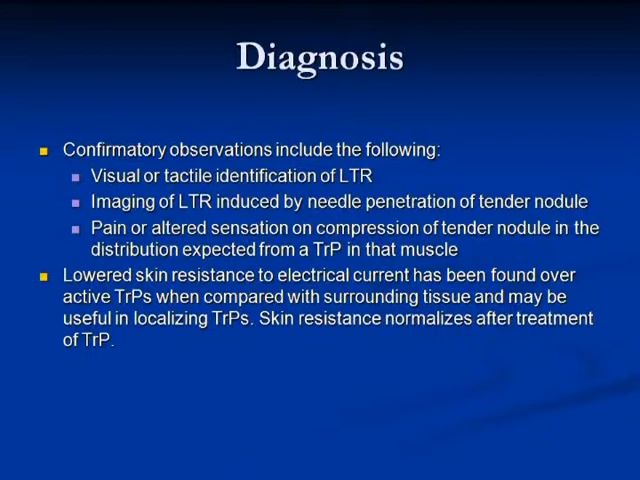 Diagnosis
Confirmatory observations include the following:
Visual or tactile identification of LTR
Imaging of LTR induced by needle penetration of tender nodule
Pain or altered sensation on compression of tender nodule in the
distribution expected from a TrP in that muscle
Lowered skin resistance to electrical current has been found over
active TrPs when compared with surrounding tissue and may be
useful in localizing TrPs. Skin resistance normalizes after treatment
of TrP.